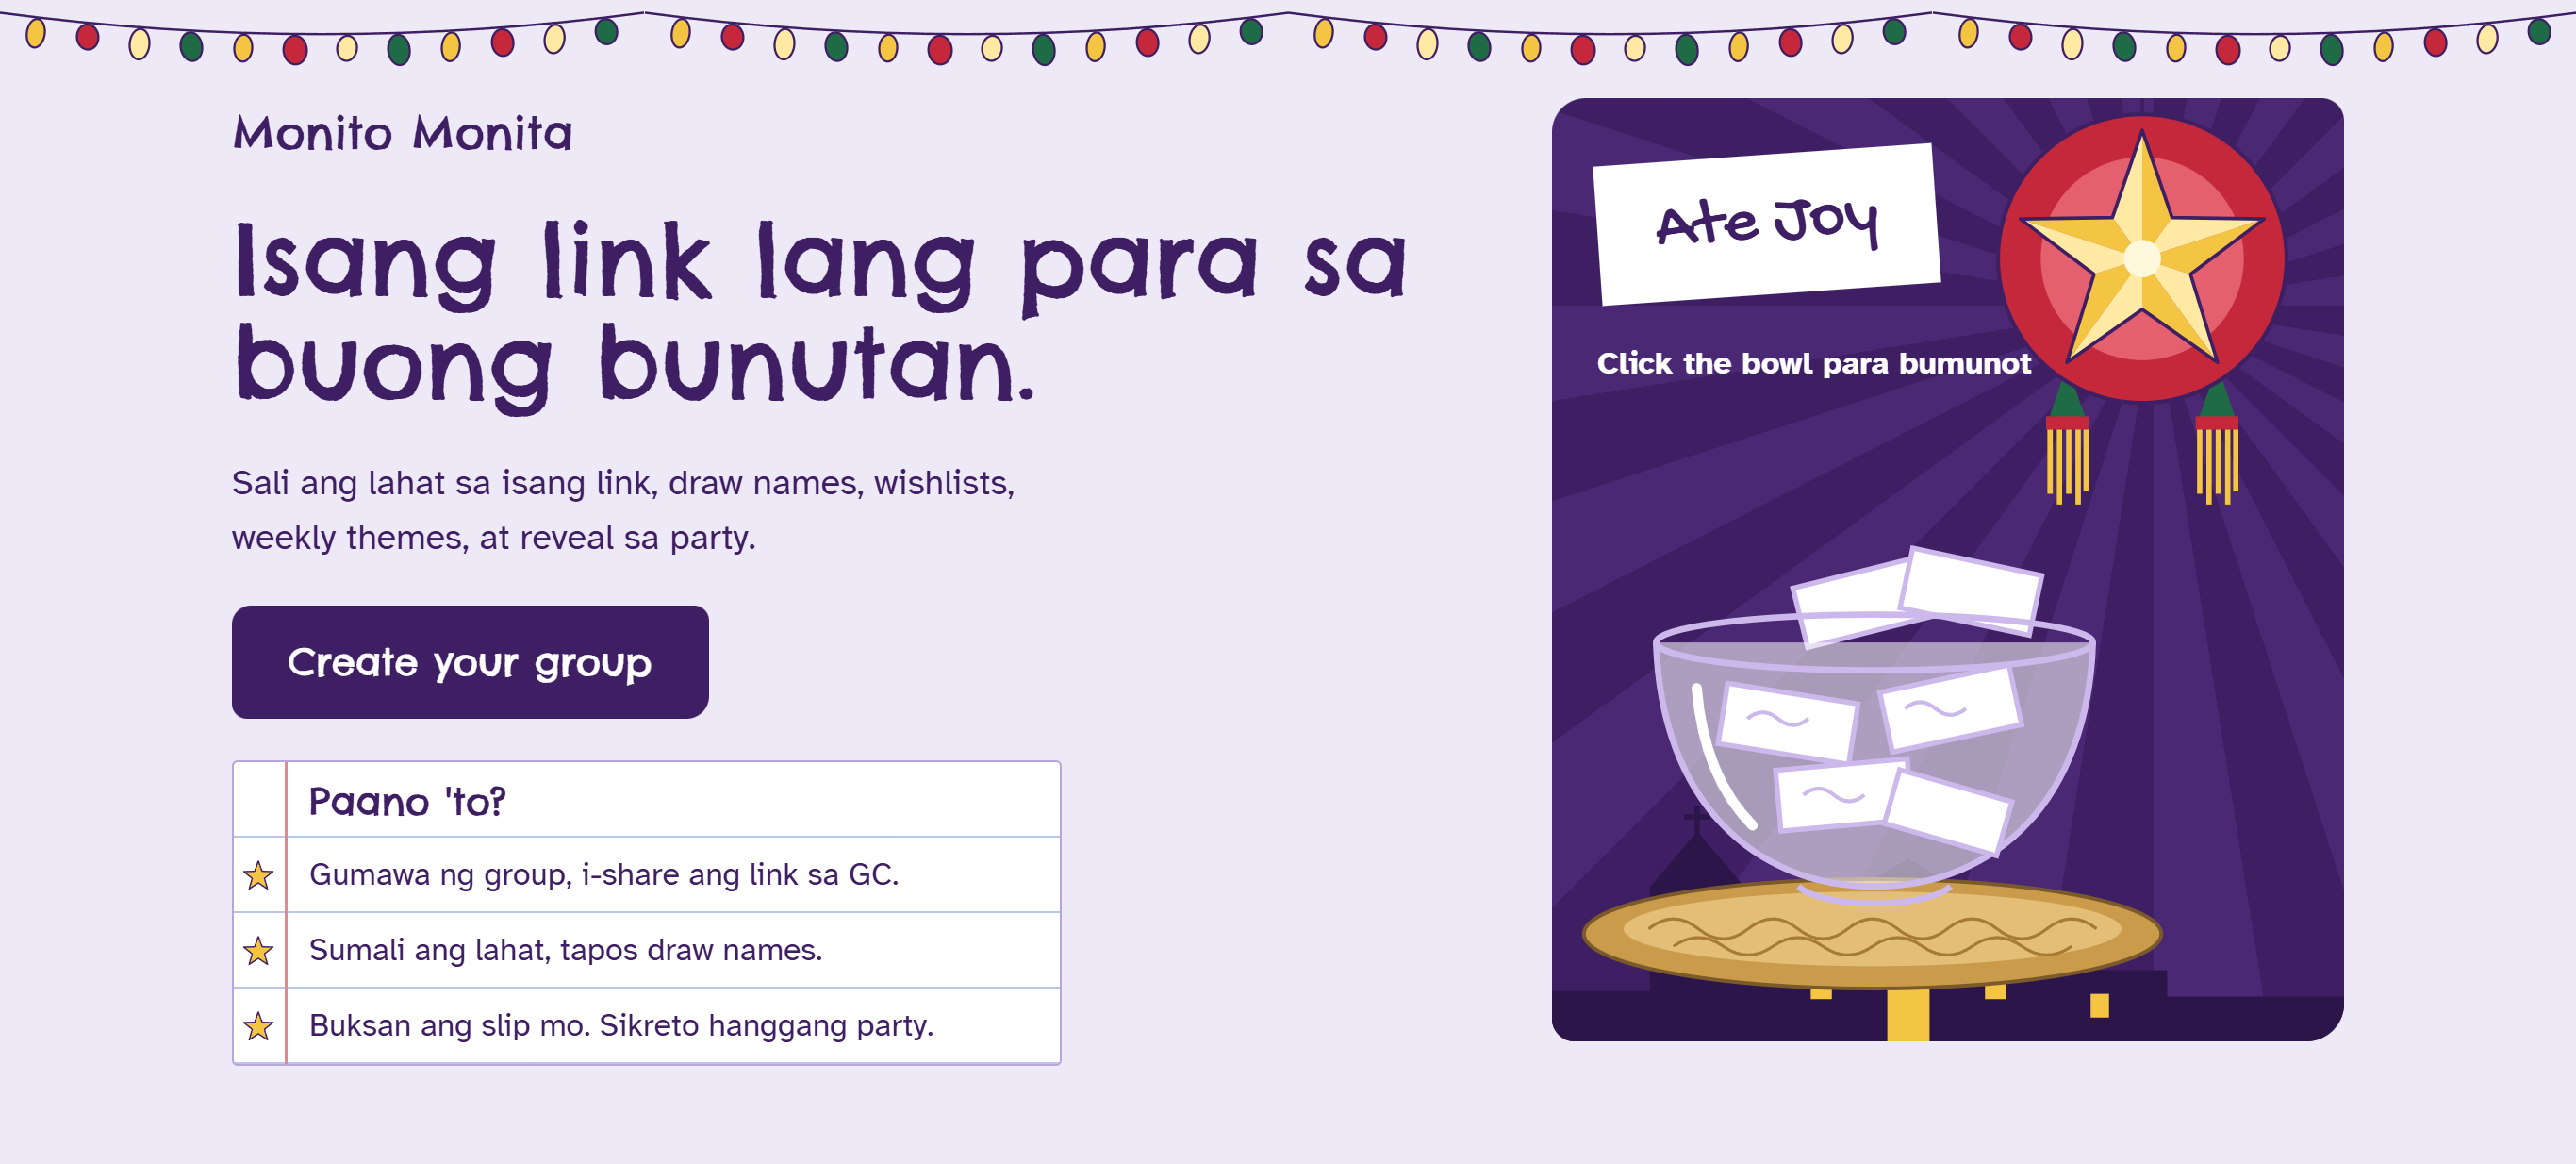 Monito Monita
Isang link lang para sa
buong bunutan.
Sali ang lahat sa isang link, draw names, wishlists,
weekly themes, at reveal sa party.
Create your group
Paano 'to?
Gumawa ng group, i-share ang link sa GC.
Sumali ang lahat, tapos draw names.
Buksan ang slip mo. Sikreto hanggang party.
Ate Joy
Click the bowl para bumunot